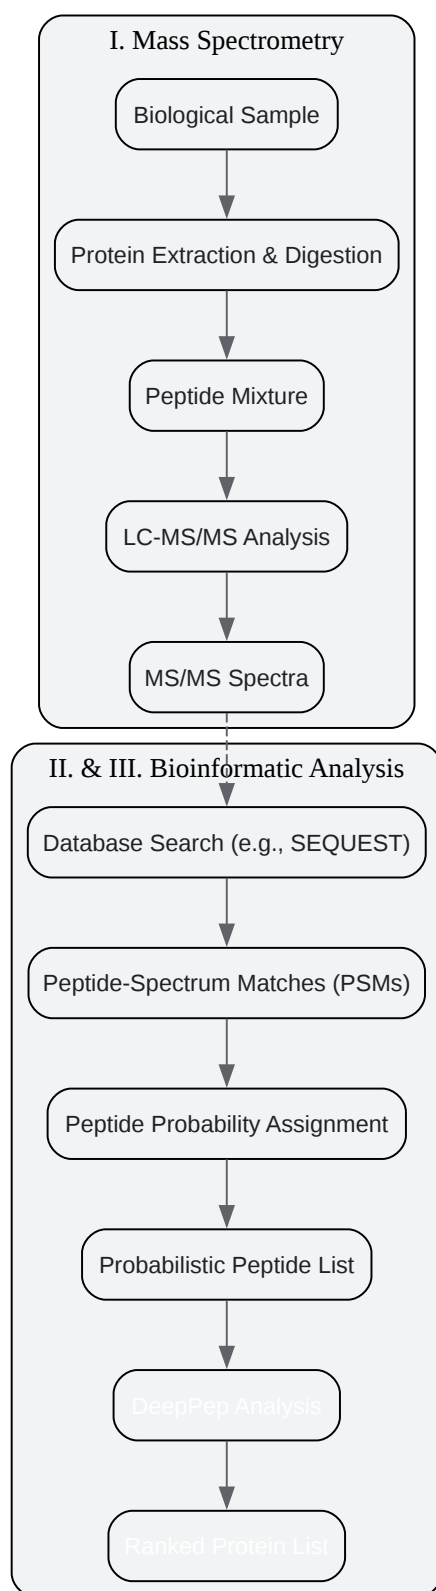 I. Mass Spectrometry
Biological Sample
Protein Extraction & Digestion
Peptide Mixture
LC-MS/MS Analysis
MS/MS Spectra
II. & III. Bioinformatic Analysis
Database Search (e.g., SEQUEST)
Peptide-Spectrum Matches (PSMs)
Peptide Probability Assignment
Probabilistic Peptide List
DeepPep Analysis
Ranked Protein List